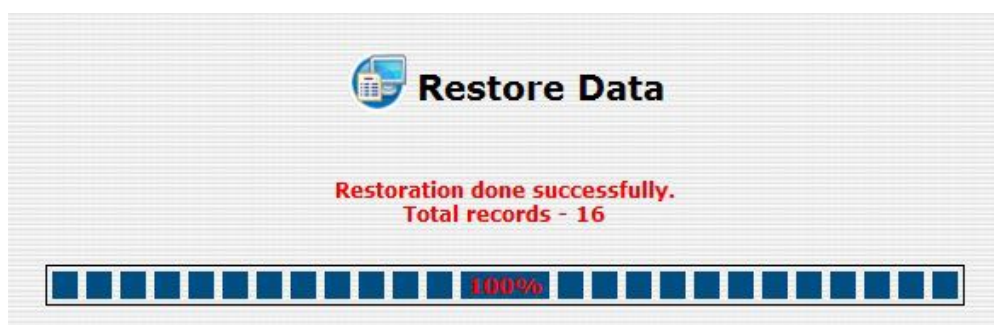 Restore Data
Restoration done successfully.
Total records - 16
100%